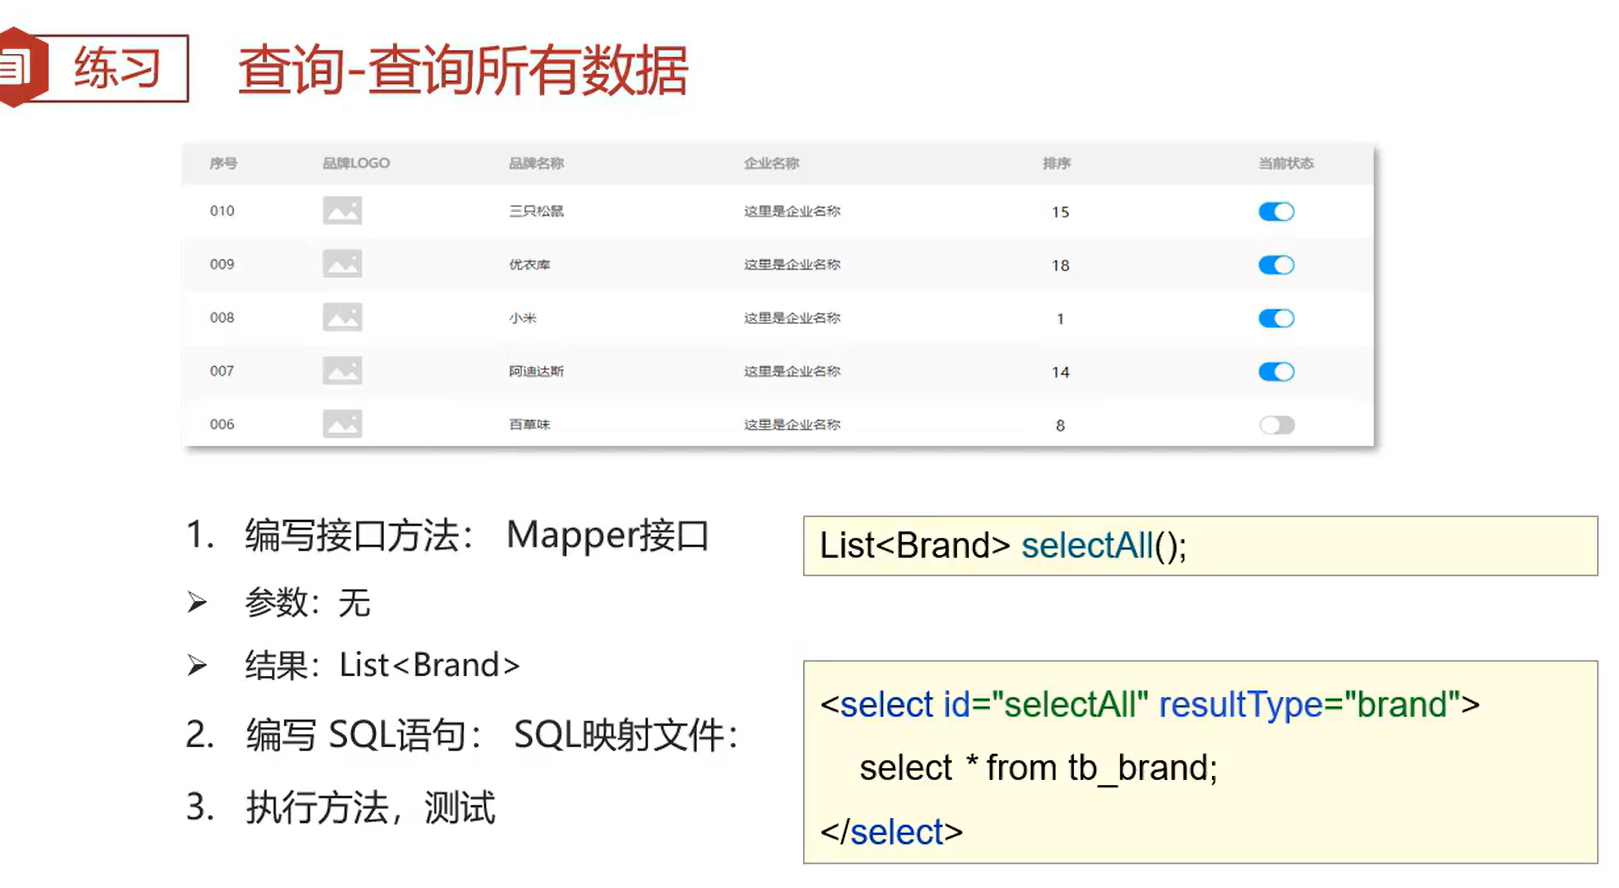 练习
查询-查询所有数据
序号 品牌LOGO 品牌名称 企业名称 排序 当前状态
010 三只松鼠 这里是企业名称 15
009 优衣库 这里是企业名称 18
008 小米 这里是企业名称 1
007 阿迪达斯 这里是企业名称 14
006 百草味 这里是企业名称 8
1. 编写接口方法： Mapper接口
➢ 参数：无
➢ 结果：List<Brand>
2. 编写 SQL语句： SQL映射文件：
3. 执行方法，测试
List<Brand> selectAll();
<select id="selectAll" resultType="brand">
select * from tb_brand;
</select>